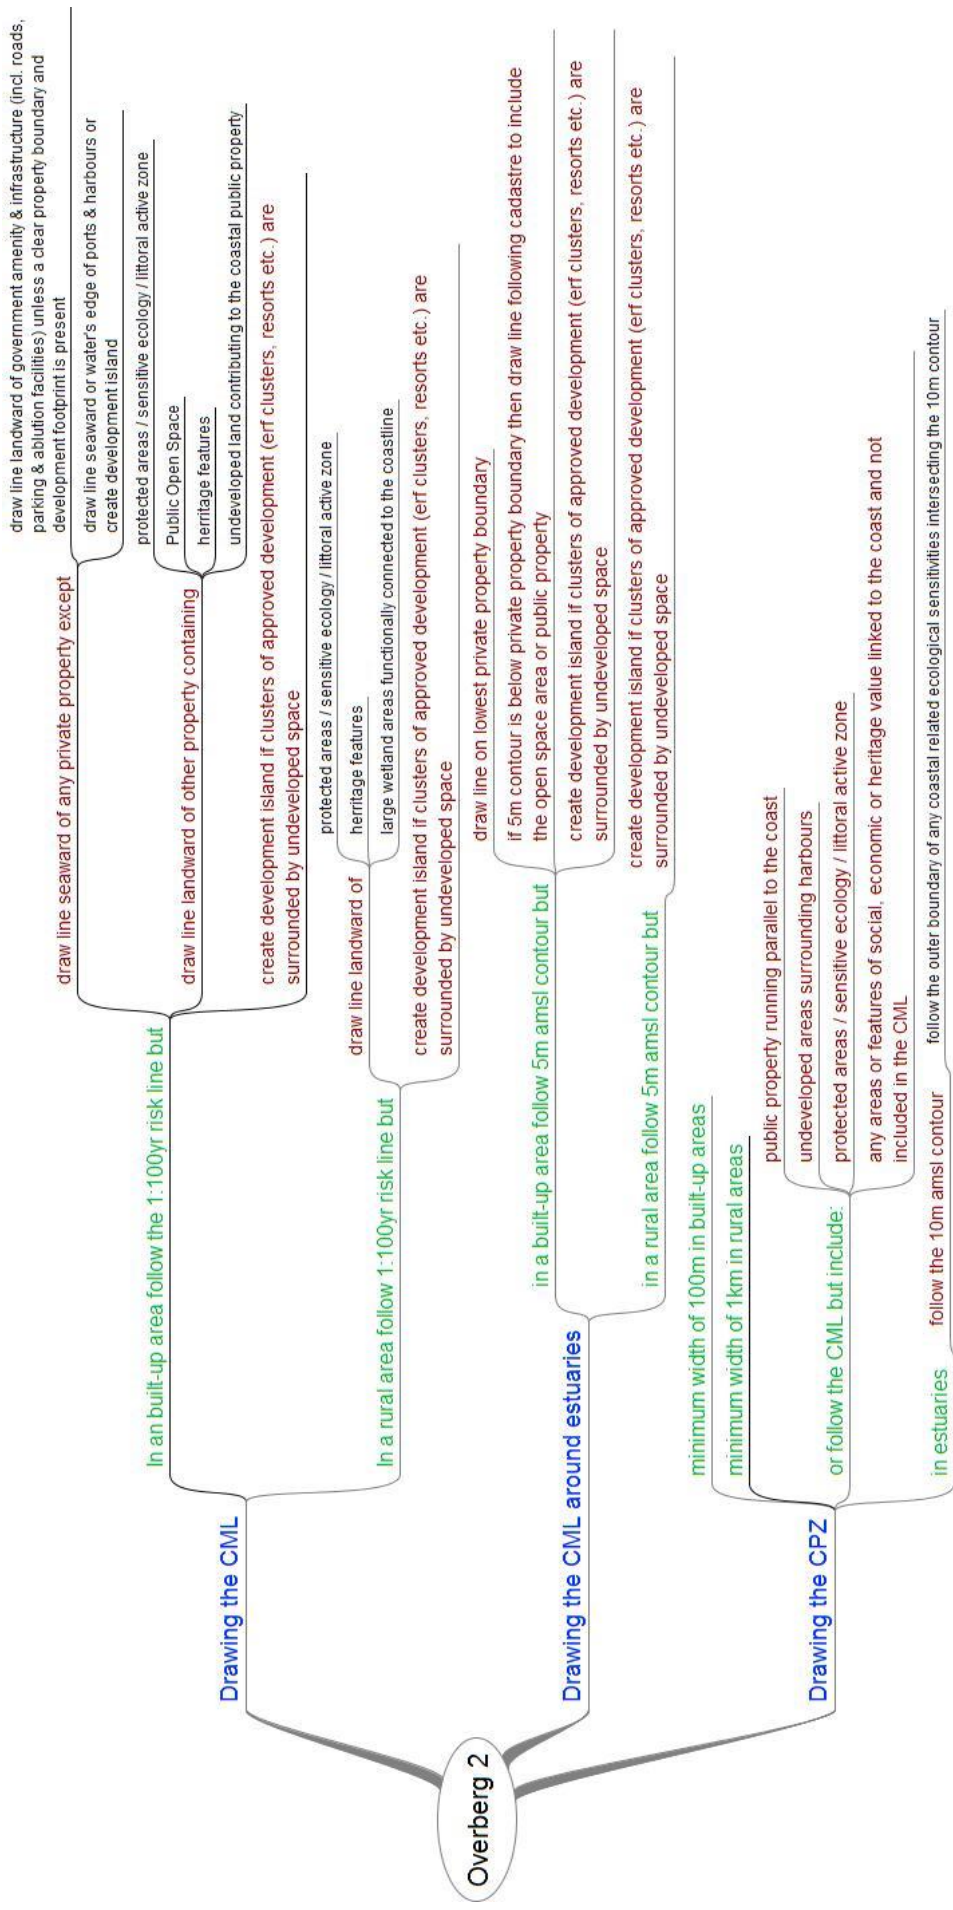 Overberg 2
Drawing the CML
In an built-up area follow the 1:100yr risk line but
draw line seaward of any private property except
draw line landward of government amenity & infrastructure (incl. roads,
parking & ablution facilities) unless a clear property boundary and
development footprint is present
draw line seaward or water's edge of ports & harbours or
create development island
draw line landward of other property containing
protected areas / sensitive ecology / littoral active zone
Public Open Space
herritage features
undeveloped land contributing to the coastal public property
create development island if clusters of approved development (erf clusters, resorts etc.) are
surrounded by undeveloped space
In a rural area follow 1:100yr risk line but
draw line landward of
protected areas / sensitive ecology / littoral active zone
herritage features
large wetland areas functionally connected to the coastline
create development island if clusters of approved development (erf clusters, resorts etc.) are
surrounded by undeveloped space
Drawing the CML around estuaries
in a built-up area follow 5m amsl contour but
draw line on lowest private property boundary
if 5m contour is below private property boundary then draw line following cadastre to include
the open space area or public property
create development island if clusters of approved development (erf clusters, resorts etc.) are
surrounded by undeveloped space
in a rural area follow 5m amsl contour but
create development island if clusters of approved development (erf clusters, resorts etc.) are
surrounded by undeveloped space
Drawing the CPZ
minimum width of 100m in built-up areas
minimum width of 1km in rural areas
or follow the CML but include:
public property running parallel to the coast
undeveloped areas surrounding harbours
protected areas / sensitive ecology / littoral active zone
any areas or features of social, economic or heritage value linked to the coast and not
included in the CML
in estuaries
follow the 10m amsl contour
follow the outer boundary of any coastal related ecological sensitivities intersecting the 10m contour